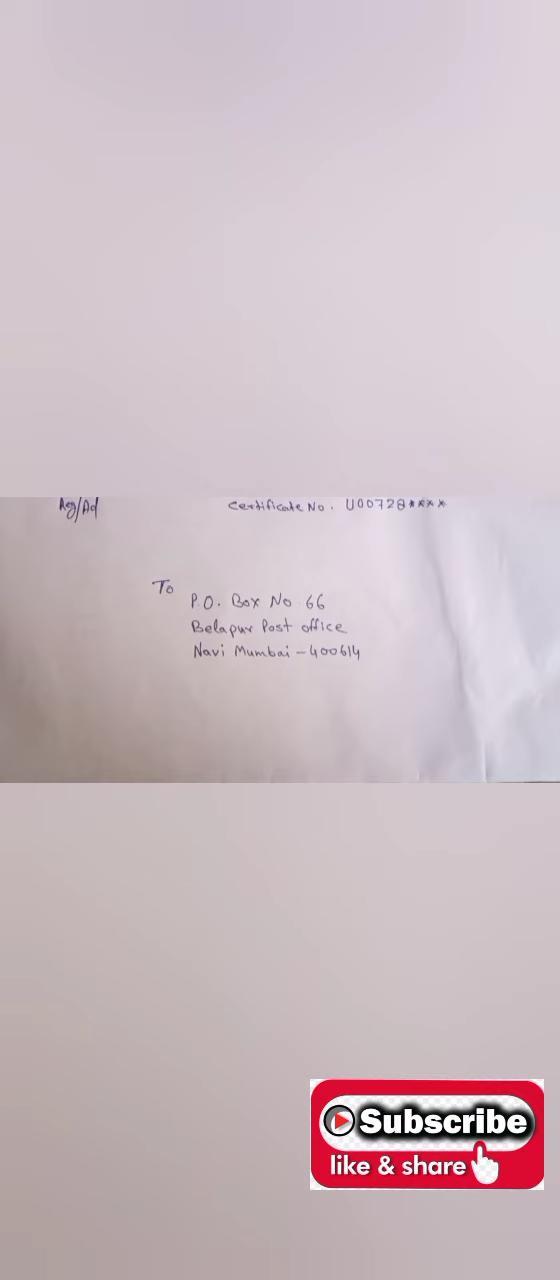 Reg/Ad
Certificate No. U00728****
To
P.O. Box No 66
Belapur Post office
Navi Mumbai - 400614
Subscribe
like & share